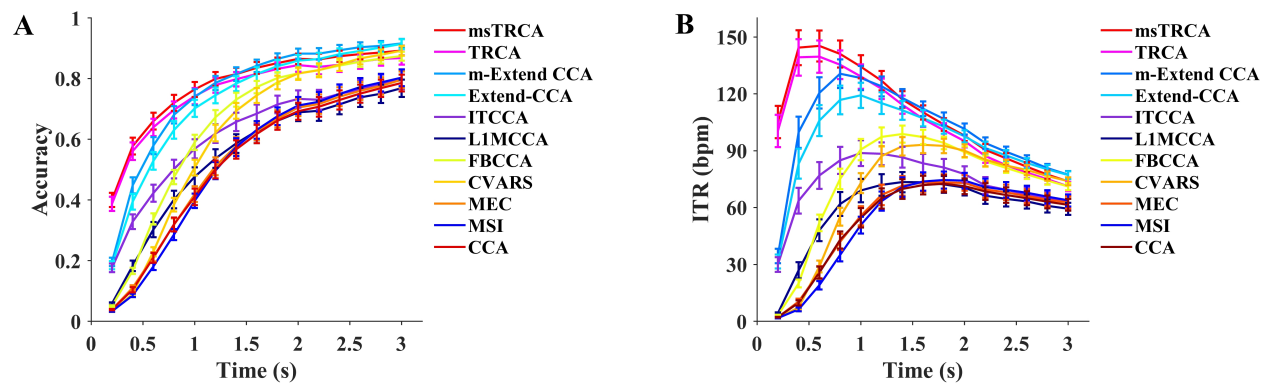 A
Accuracy
1
0.8
0.6
0.4
0.2
0
0 0.5 1 1.5 2 2.5 3
Time (s)
msTRCA
TRCA
m-Extend CCA
Extend-CCA
ITCCA
L1MCCA
FBCCA
CVARS
MEC
MSI
CCA
B
ITR (bpm)
150
120
90
60
30
0
0 0.5 1 1.5 2 2.5 3
Time (s)
msTRCA
TRCA
m-Extend CCA
Extend-CCA
ITCCA
L1MCCA
FBCCA
CVARS
MEC
MSI
CCA